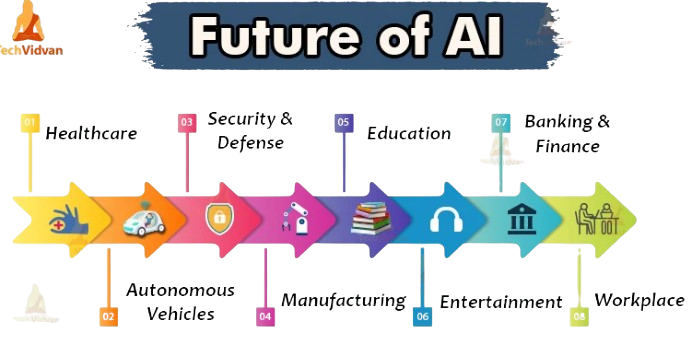 TechVidvan
Future of AI
01
Healthcare
02
Autonomous
Vehicles
03
Security &
Defense
04
Manufacturing
05
Education
06
Entertainment
07
Banking &
Finance
08
Workplace